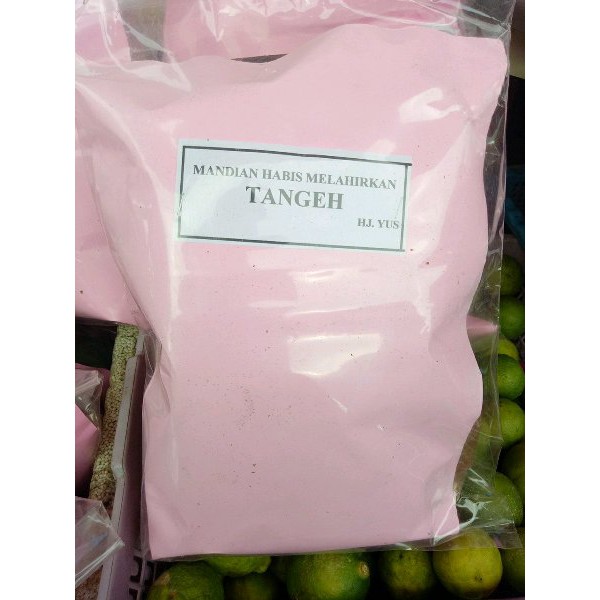 MANDIAN HABIS MELAHIRKAN
TANGEH
HJ. YUS